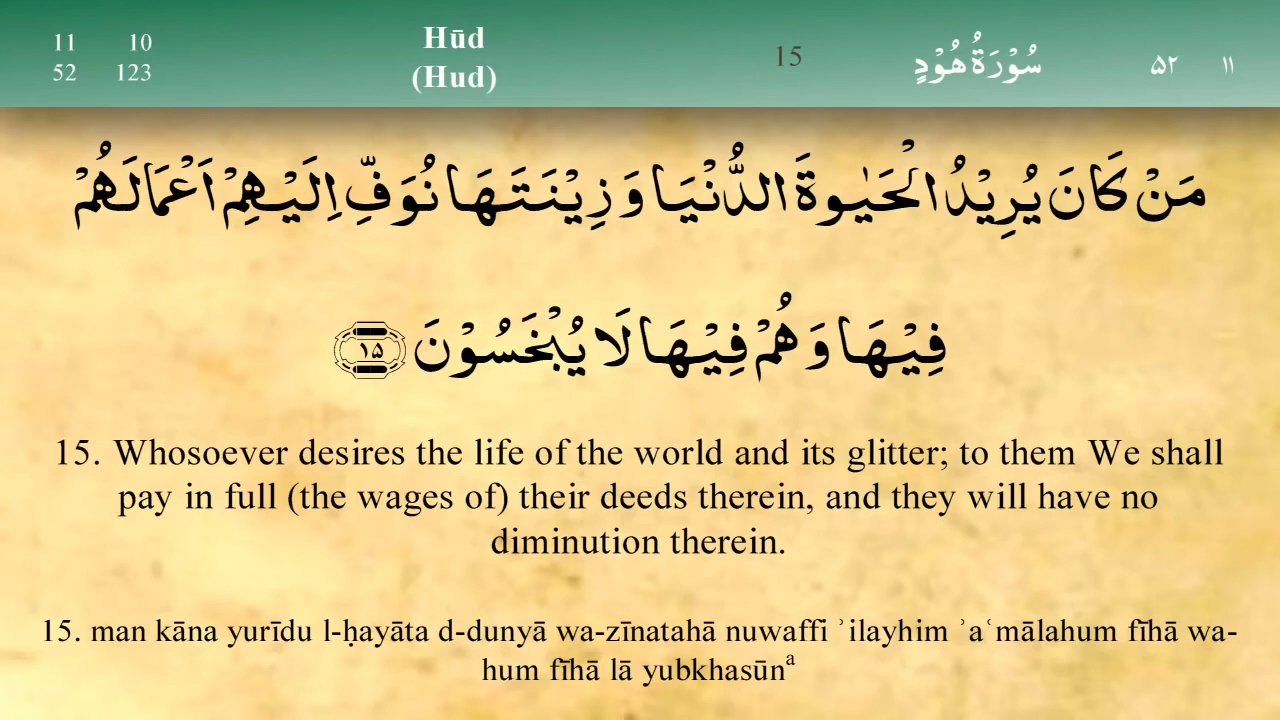 11 10
52 123
Hūd
(Hud)
15
سُوْرَةُ هُوْدٍ
۵۲ ۱۱
مَنْ كَانَ يُرِيْدُ الْحَيٰوةَ الدُّنْيَا وَ زِيْنَتَهَا نُوَفِّ اِلَيْهِمْ اَعْمَالَهُمْ
فِيْهَا وَ هُمْ فِيْهَا لَا يُبْخَسُوْنَ ۱۵
15. Whosoever desires the life of the world and its glitter; to them We shall
pay in full (the wages of) their deeds therein, and they will have no
diminution therein.
15. man kāna yurīdu l-ḥayāta d-dunyā wa-zīnatahā nuwaffi ʾilayhim ʾaʿmālahum fīhā wa-
hum fīhā lā yubkhasūnᵃ